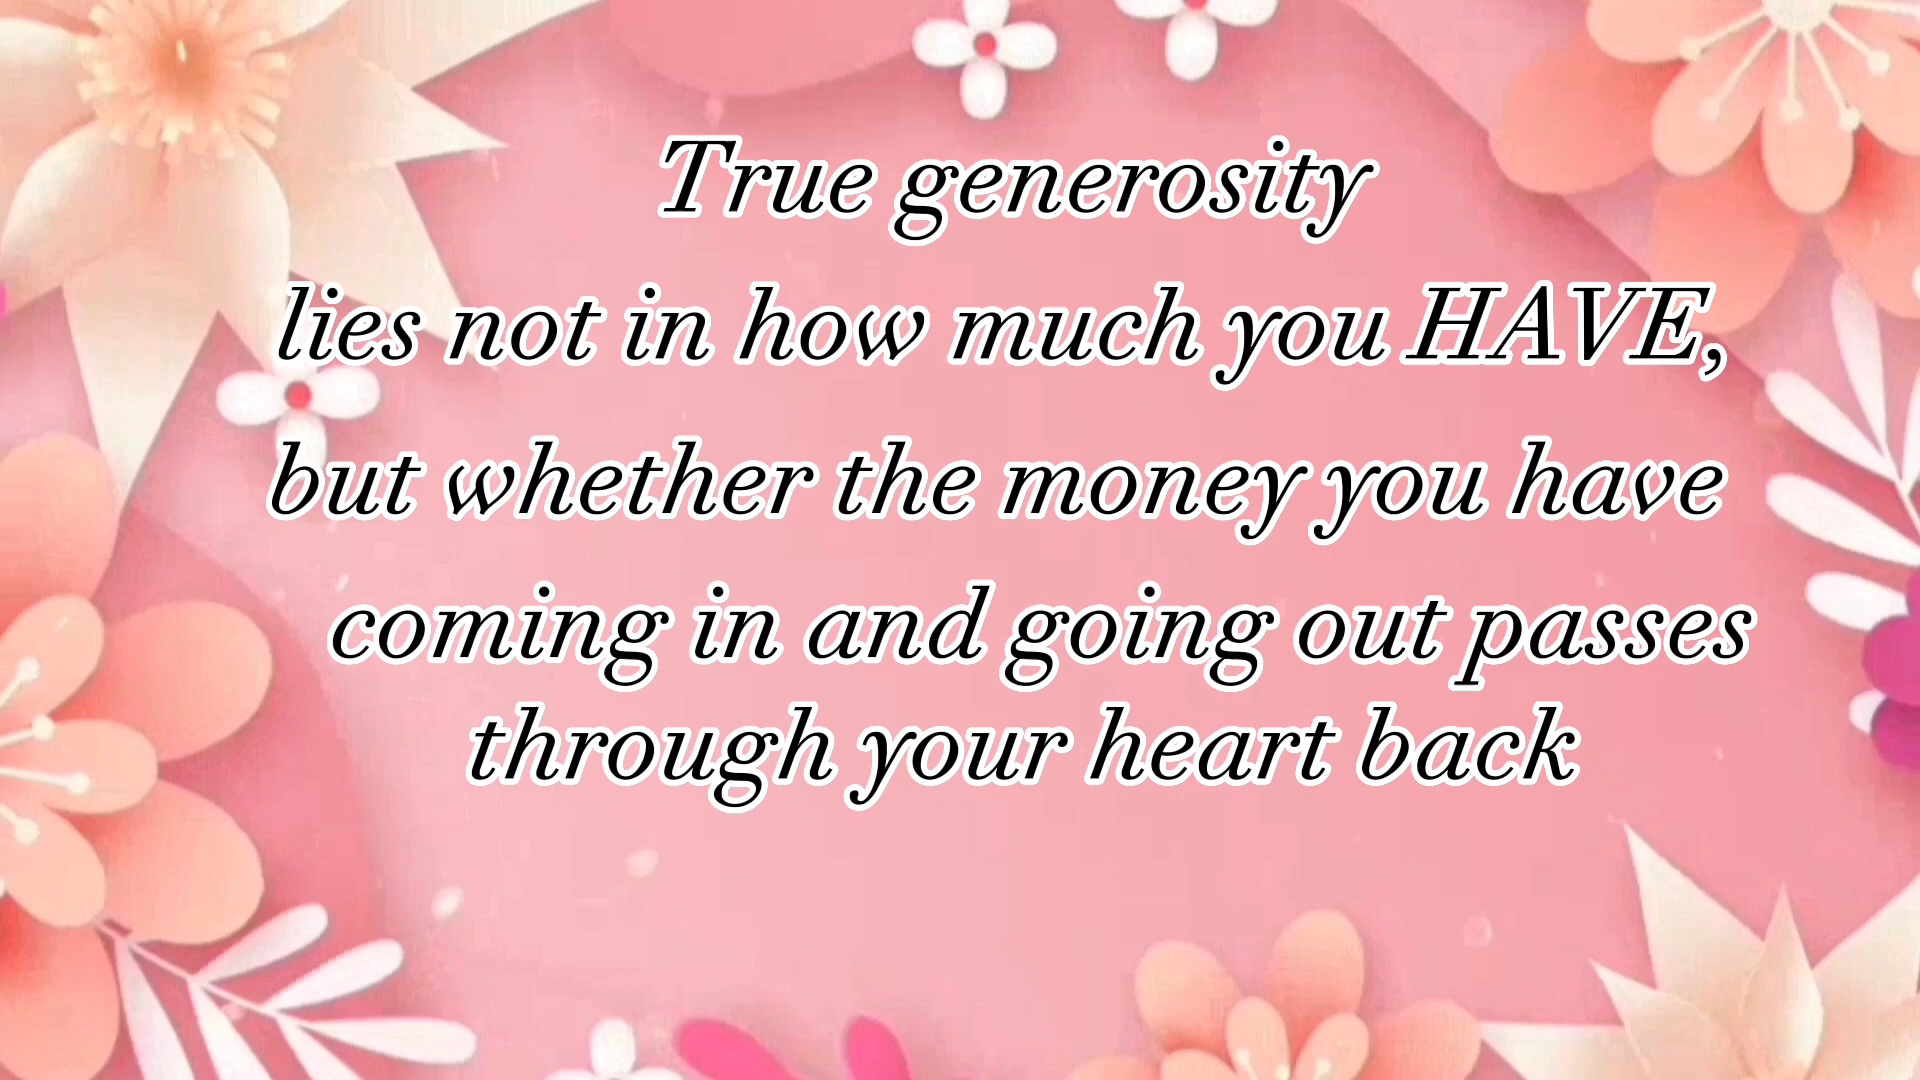 True generosity
lies not in how much you HAVE,
but whether the money you have
coming in and going out passes
through your heart back